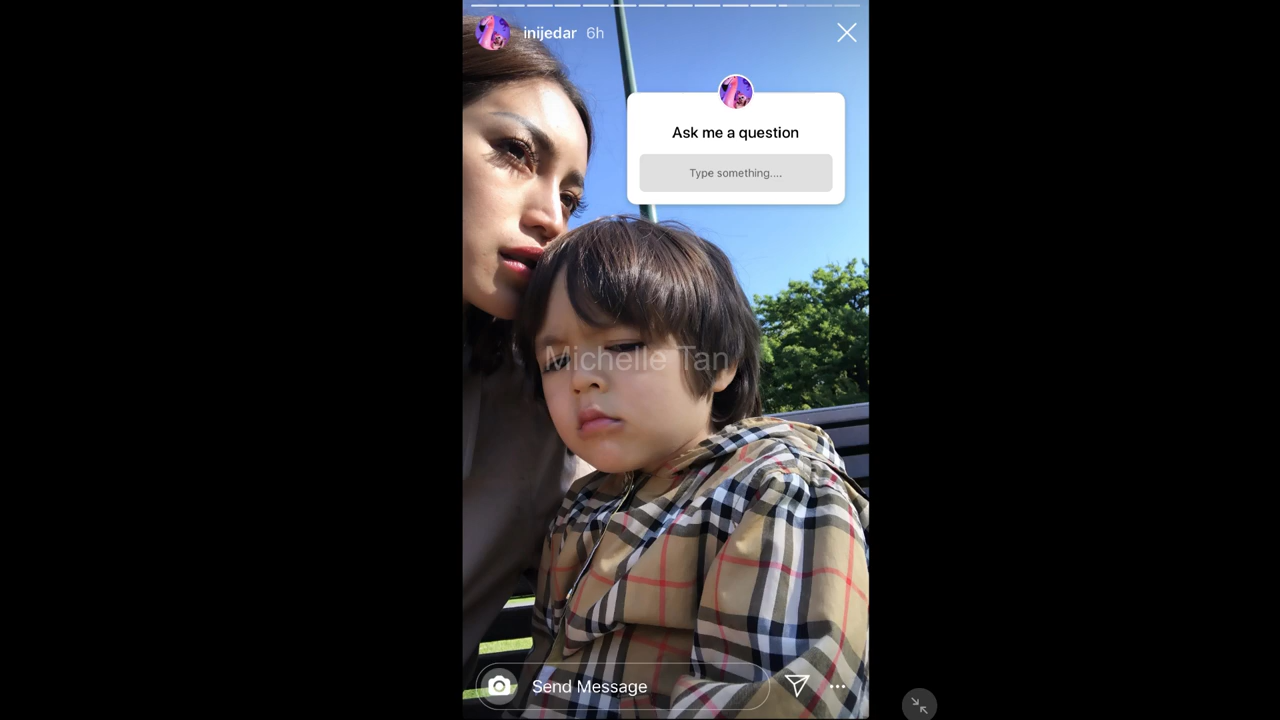 inijedar 6h
Ask me a question
Type something....
Michelle Tan
Send Message